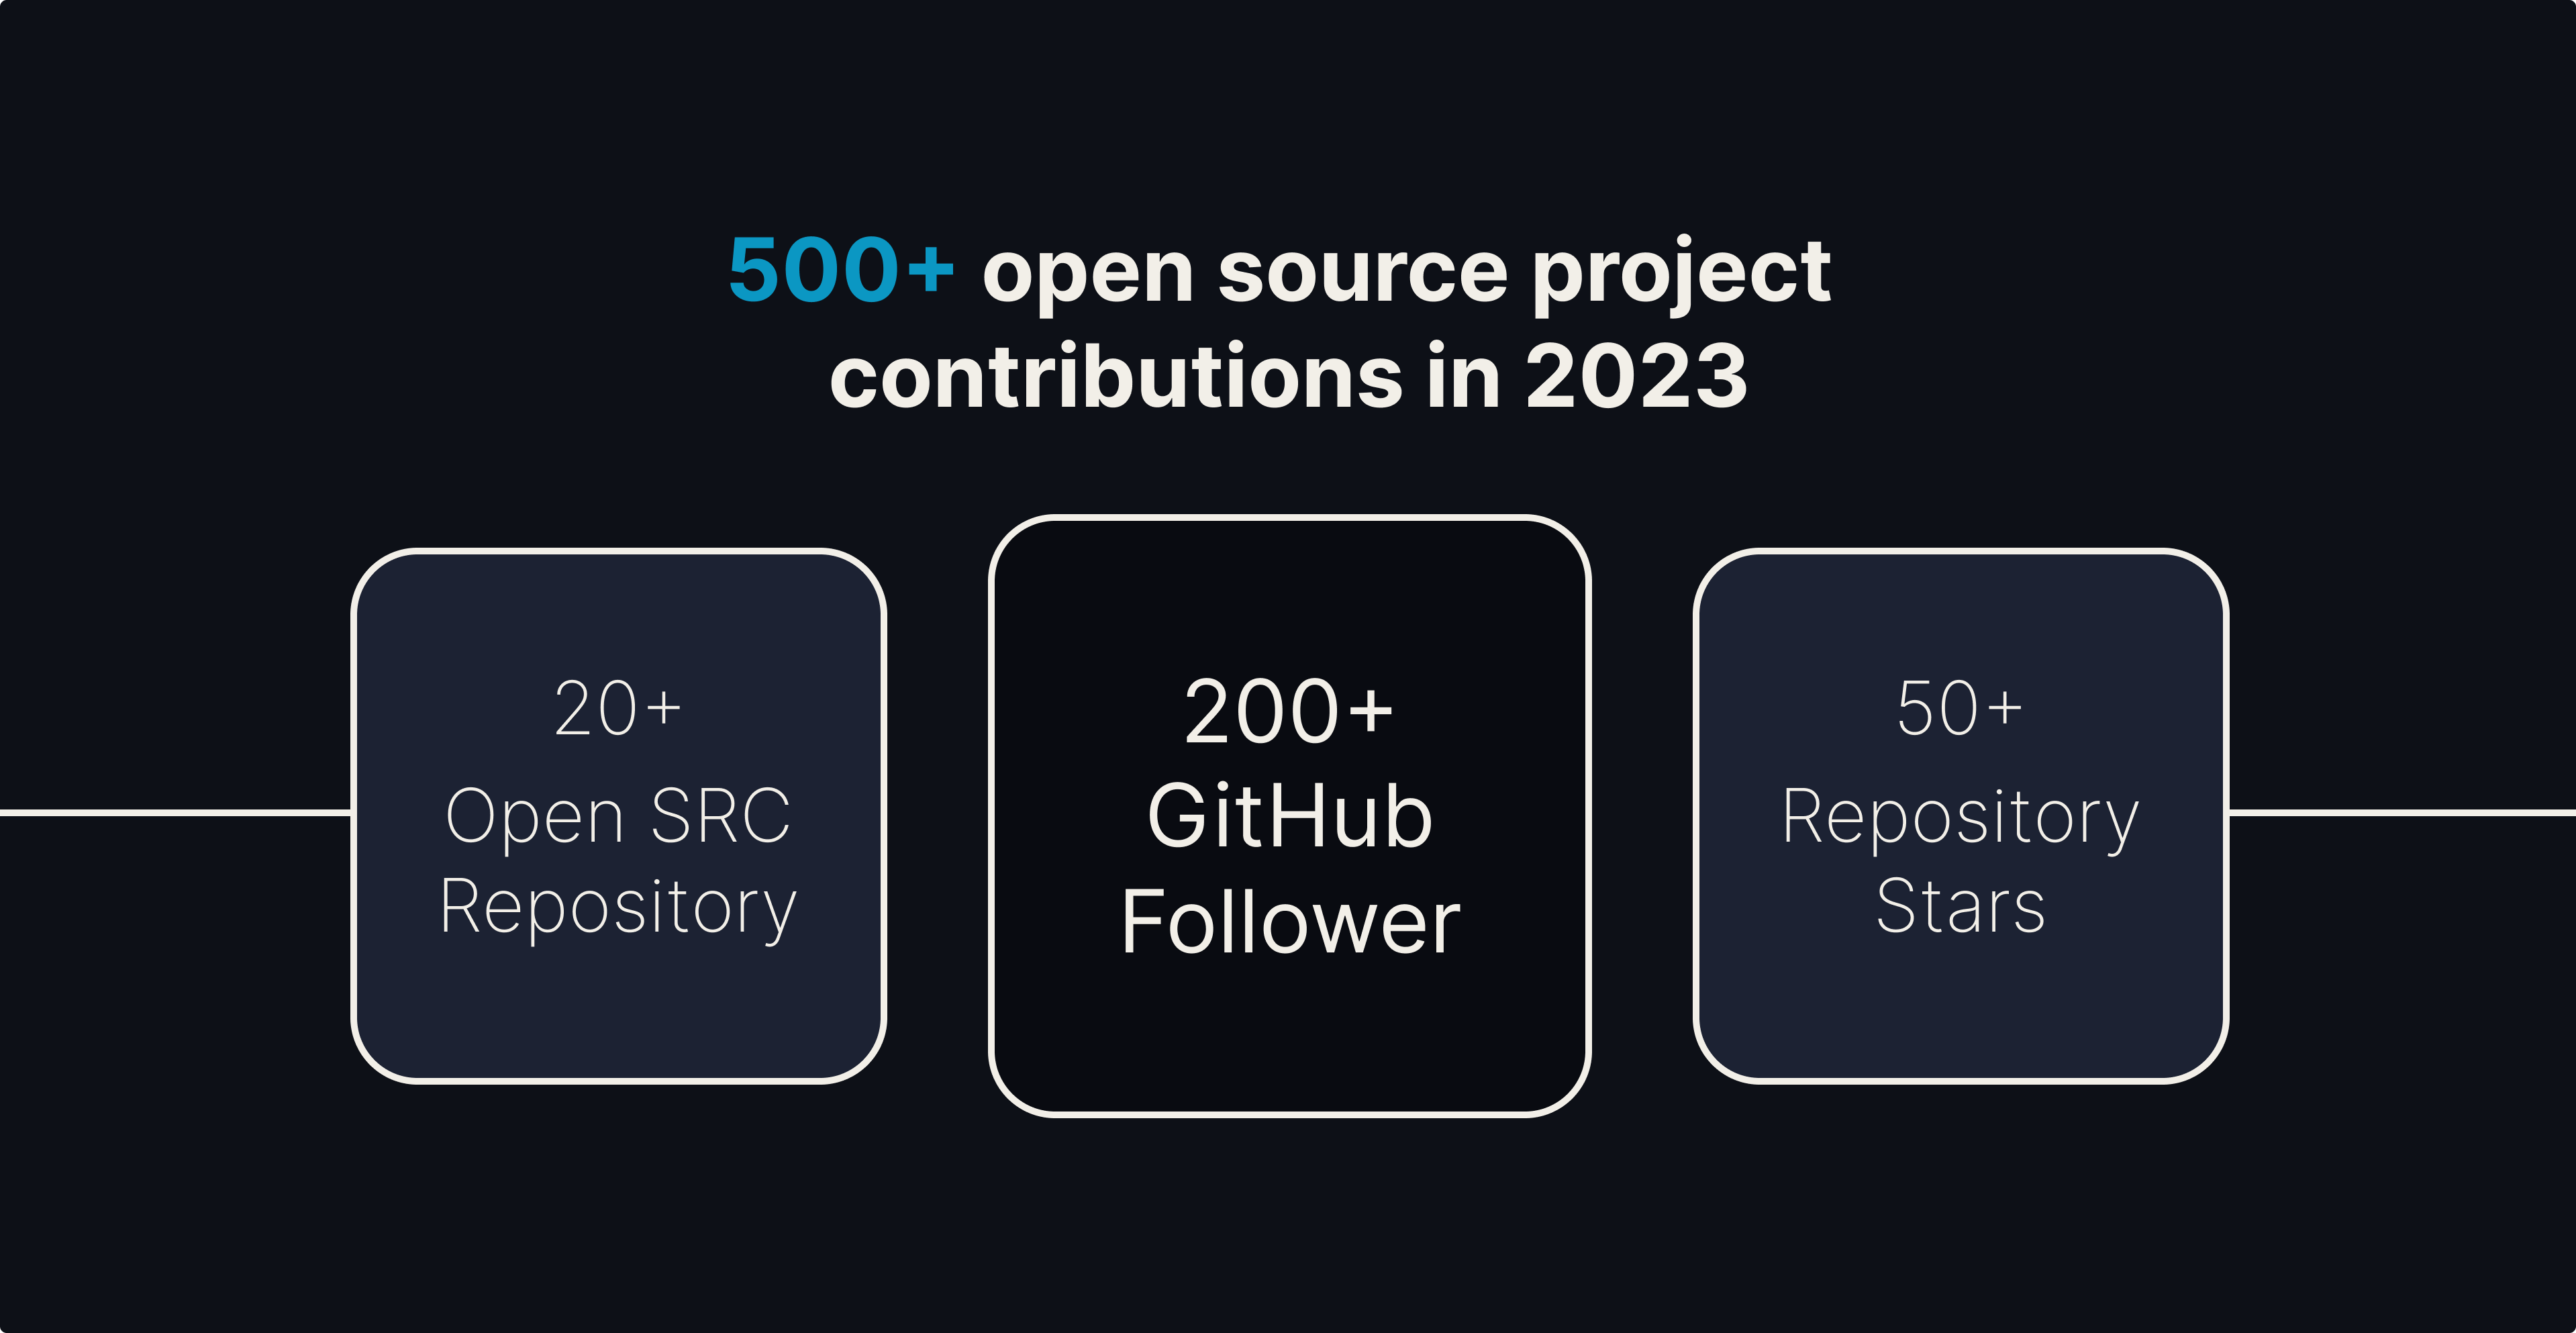 500+ open source project
contributions in 2023
20+
Open SRC
Repository
200+
GitHub
Follower
50+
Repository
Stars